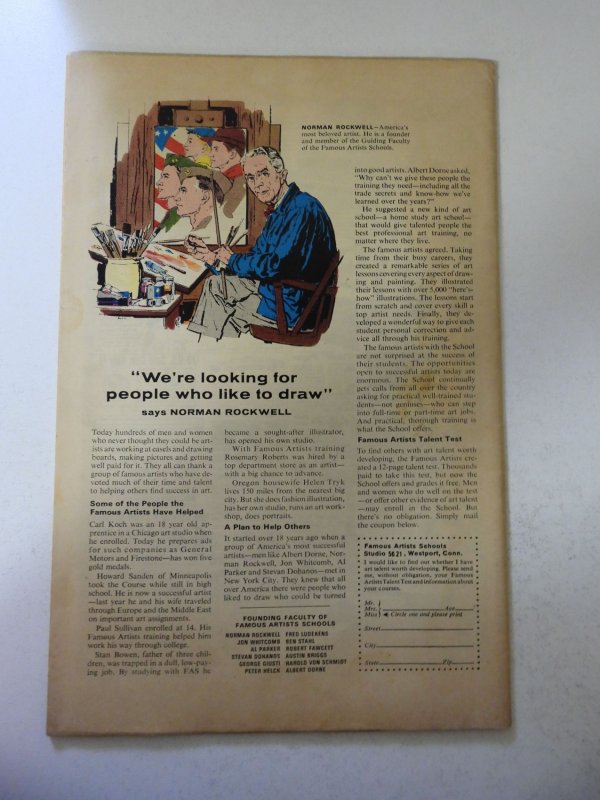 NORMAN ROCKWELL—America's
most beloved artist. He is a founder
and member of the Guiding Faculty
of the Famous Artists Schools.
"We're looking for
people who like to draw"
says NORMAN ROCKWELL
Today hundreds of men and women
who never thought they could be art-
ists are working at easels and drawing
boards, making pictures and getting
well paid for it. They all can thank a
group of famous artists who have de-
voted much of their time and talent
to helping others find success in art.
Some of the People the
Famous Artists Have Helped
Carl Koch was an 18 year old ap-
prentice in a Chicago art studio when
he enrolled. Today he prepares ads
for such companies as General
Motors and Firestone—has won five
gold medals.
Howard Sanden of Minneapolis
took the Course while still in high
school. He is now a successful artist
—last year he and his wife traveled
through Europe and the Middle East
on important art assignments.
Paul Sullivan enrolled at 14. His
Famous Artists training helped him
work his way through college.
Stan Bowen, father of three chil-
dren, was trapped in a dull, low-pay-
ing job. By studying with FAS he
became a sought-after illustrator,
has opened his own studio.
With Famous Artists training
Rosemary Roberts was hired by a
top department store as an artist—
with a big chance to advance.
Oregon housewife Helen Tryk
lives 150 miles from the nearest big
city. But she does fashion illustration,
has her own studio, runs an art work-
shop, does portraits.
A Plan to Help Others
It started over 18 years ago when a
group of America's most successful
artists—men like Albert Dorne, Nor-
man Rockwell, Jon Whitcomb, Al
Parker and Stevan Dohanos—met in
New York City. They knew that all
over America there were people who
liked to draw who could be turned
FOUNDING FACULTY OF
FAMOUS ARTISTS SCHOOLS
NORMAN ROCKWELL FRED LUDEKENS
JON WHITCOMB BEN STAHL
AL PARKER ROBERT FAWCETT
STEVAN DOHANOS AUSTIN BRIGGS
GEORGE GIUSTI HAROLD VON SCHMIDT
PETER HELCK ALBERT DORNE
into good artists. Albert Dorne asked,
"Why can't we give these people the
training they need—including all the
trade secrets and know-how we've
learned over the years?"
He suggested a new kind of art
school—a home study art school—
that would give talented people the
best professional art training, no
matter where they live.
The famous artists agreed. Taking
time from their busy careers, they
created a remarkable series of art
lessons covering every aspect of draw-
ing and painting. They illustrated
their lessons with over 5,000 "here's-
how" illustrations. The lessons start
from scratch and cover every skill a
top artist needs. Finally, they de-
veloped a wonderful way to give each
student personal correction and ad-
vice all through his training.
The famous artists with the School
are not surprised at the success of
their students. The opportunities
open to successful artists today are
enormous. The School continually
gets calls from all over the country
asking for practical well-trained stu-
dents—not geniuses—who can step
into full-time or part-time art jobs.
And practical, thorough training is
what the School offers.
Famous Artists Talent Test
To find others with art talent worth
developing, the Famous Artists cre-
ated a 12-page talent test. Thousands
paid to take this test, but now the
School offers and grades it free. Men
and women who do well on the test
—or offer other evidence of art talent
—may enroll in the School. But
there's no obligation. Simply mail
the coupon below.
Famous Artists Schools
Studio 5621, Westport, Conn.
I would like to find out whether I have
art talent worth developing. Please send
me, without obligation, your Famous
Artists Talent Test and information about
your courses.
Mr.
Mrs. Age
Miss Circle one and please print
Street
City
State Zip